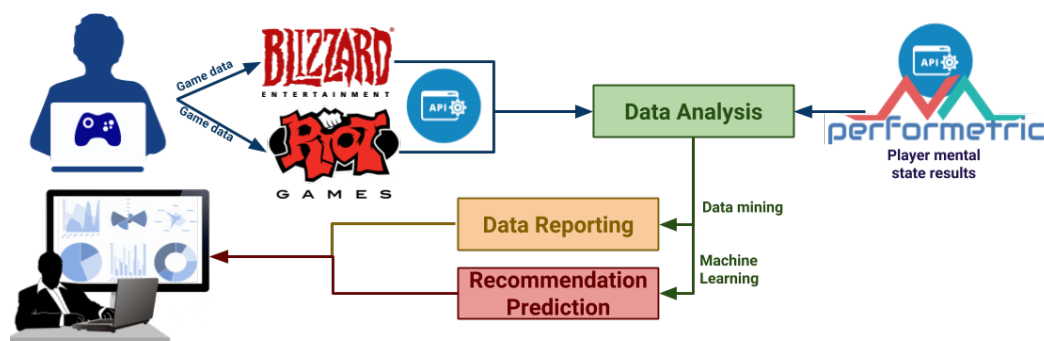 Game data
Game data
BLIZZARD
ENTERTAINMENT
RIOT
GAMES
API
Data Analysis
API
performetric
Player mental
state results
Data mining
Data Reporting
Machine
Learning
Recommendation
Prediction